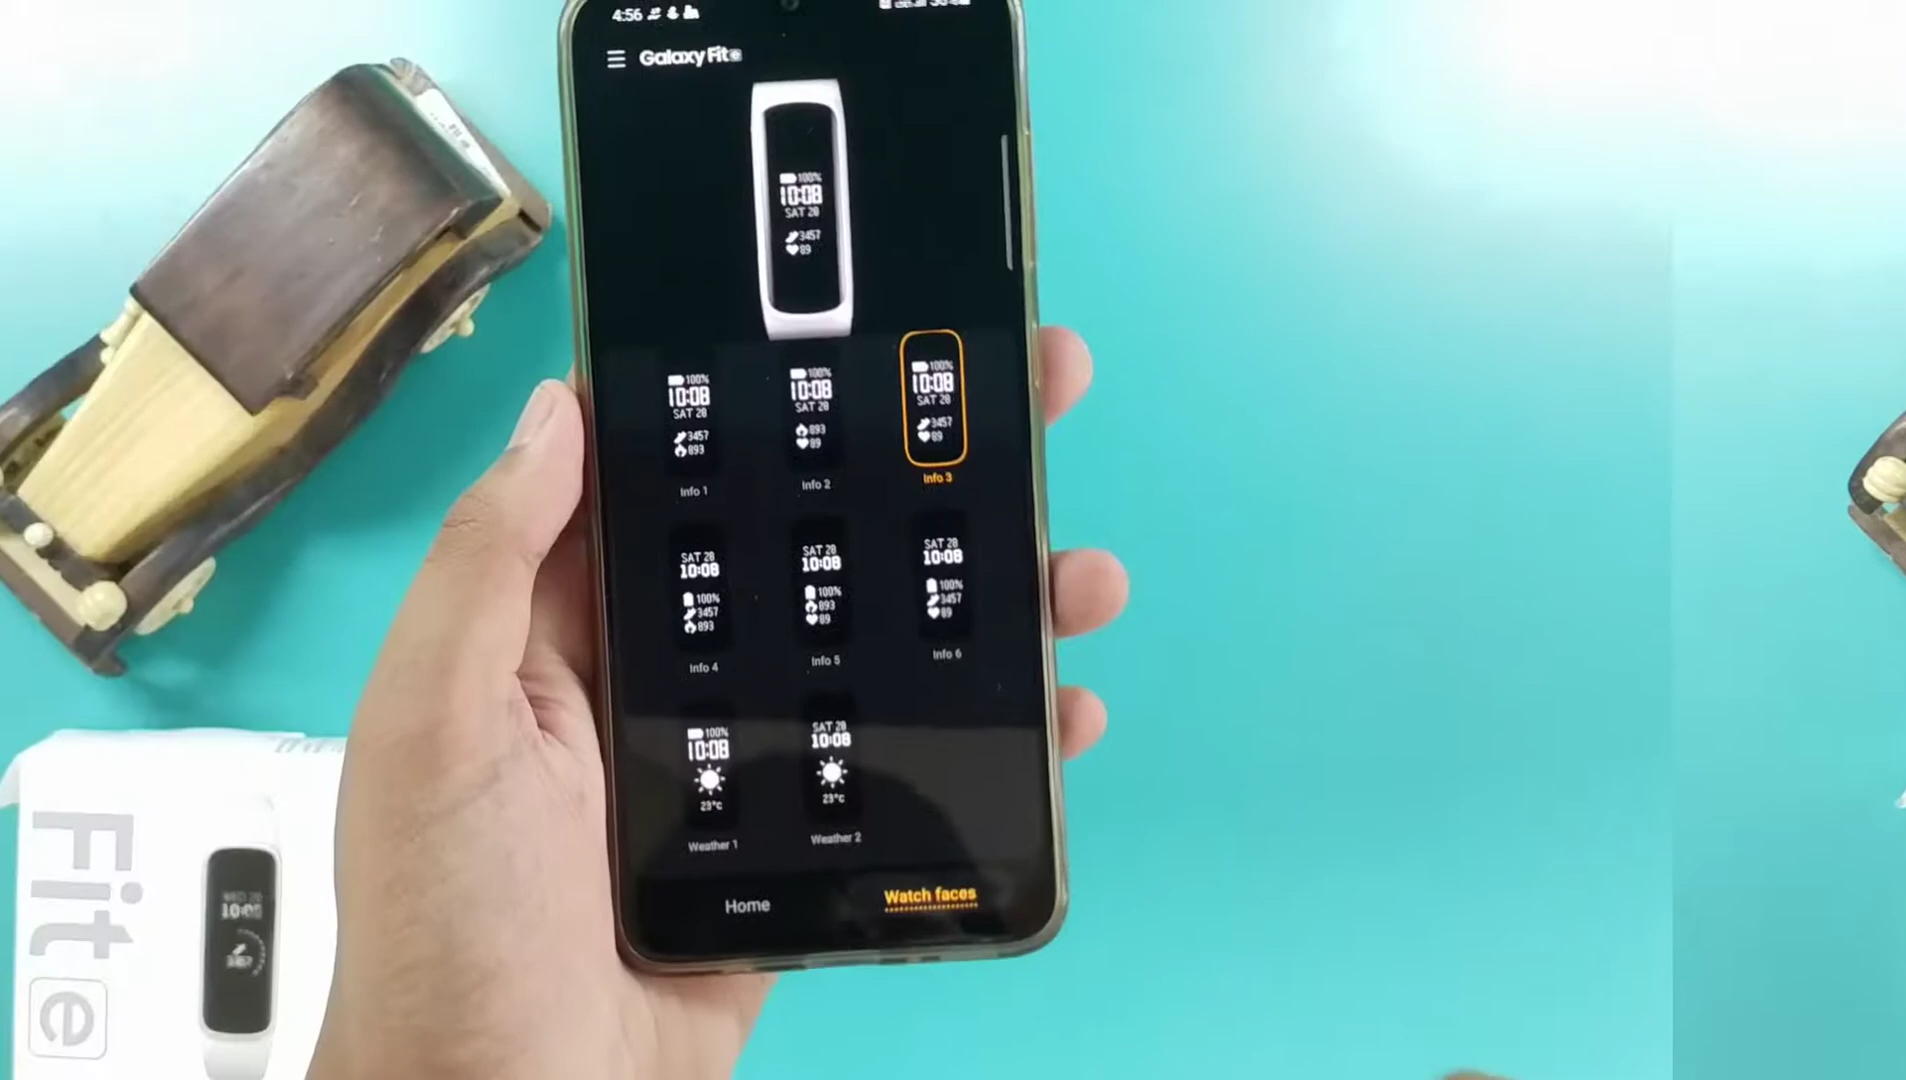 4:56
Galaxy Fit e
100%
10:08
SAT 28
3457
89
100%
10:08
SAT 28
3457
893
Info 1
100%
10:08
SAT 28
893
89
Info 2
100%
10:08
SAT 28
3457
89
Info 3
SAT 28
10:08
100%
3457
893
Info 4
SAT 28
10:08
100%
893
89
Info 5
SAT 28
10:08
100%
3457
89
Info 6
100%
10:08
23°c
Weather 1
SAT 28
10:08
23°c
Weather 2
Home
Watch faces
Fit e
10:08
3457